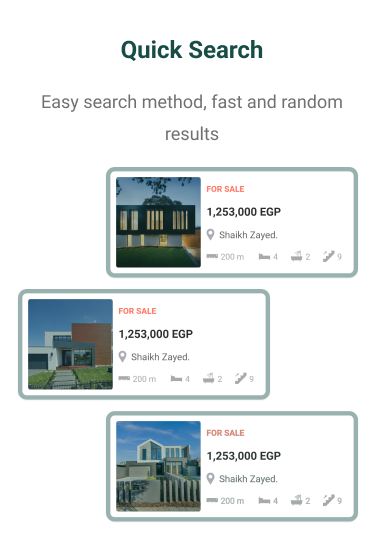 Quick Search
Easy search method, fast and random
results
FOR SALE
1,253,000 EGP
Shaikh Zayed.
200 m 4 2 9
FOR SALE
1,253,000 EGP
Shaikh Zayed.
200 m 4 2 9
FOR SALE
1,253,000 EGP
Shaikh Zayed.
200 m 4 2 9